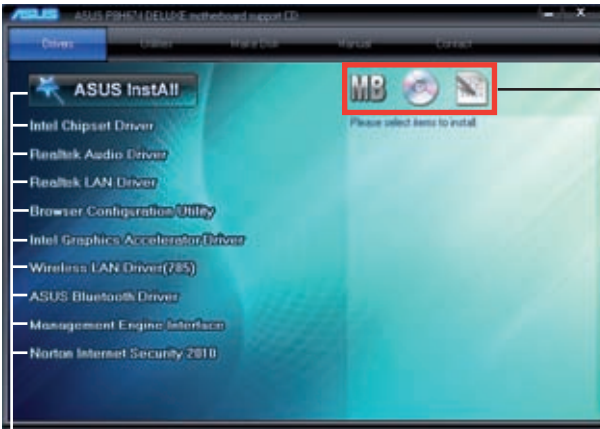 ASUS ASUS P8H67-I DELUXE motherboard support CD
Drivers Utilities Make Disk Manual Contact
ASUS InstAll
MB
Intel Chipset Driver
Please select items to install
Realtek Audio Driver
Realtek LAN Driver
Browser Configuration Utility
Intel Graphics Accelerator Driver
Wireless LAN Driver(785)
ASUS Bluetooth Driver
Management Engine Interface
Norton Internet Security 2010